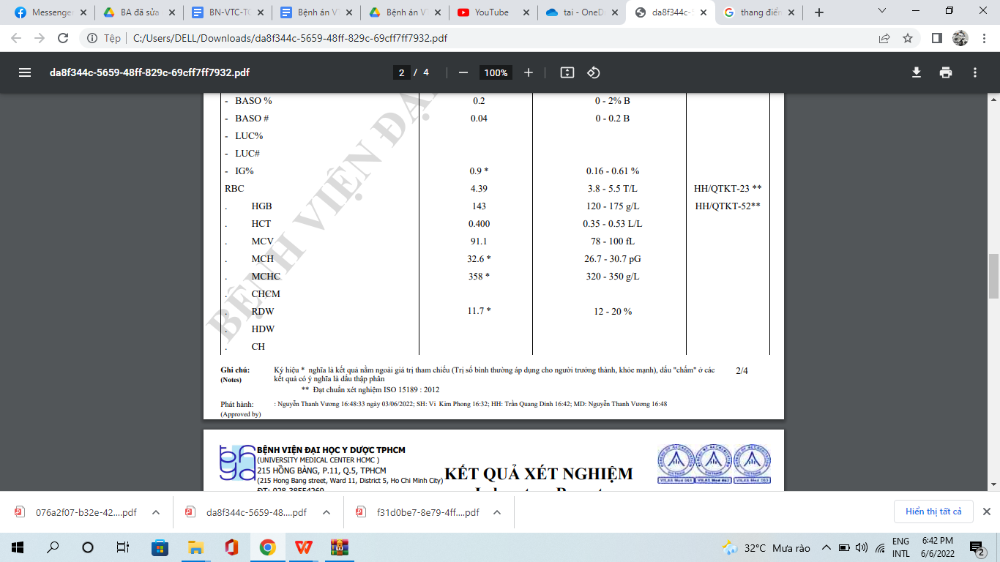 Messenger
BA đã sửa
BN-VTC-TC
Bệnh án VT
Bệnh án VT
YouTube
tai - OneDr
da8f344c-5
thang điển
Tệp C:/Users/DELL/Downloads/da8f344c-5659-48ff-829c-69cff7ff7932.pdf
da8f344c-5659-48ff-829c-69cff7ff7932.pdf 2 / 4 100%
- BASO % 0.2 0 - 2% B
- BASO # 0.04 0 - 0.2 B
- LUC%
- LUC#
- IG% 0.9 * 0.16 - 0.61 %
RBC 4.39 3.8 - 5.5 T/L HH/QTKT-23 **
. HGB 143 120 - 175 g/L HH/QTKT-52**
. HCT 0.400 0.35 - 0.53 L/L
. MCV 91.1 78 - 100 fL
. MCH 32.6 * 26.7 - 30.7 pG
. MCHC 358 * 320 - 350 g/L
. CHCM
. RDW 11.7 * 12 - 20 %
. HDW
. CH
BỆNH VIỆN ĐẠ
Ghi chú: Ký hiệu * nghĩa là kết quả nằm ngoài giá trị tham chiếu (Trị số bình thường áp dụng cho người trưởng thành, khỏe mạnh), dấu "chấm" ở các 2/4
(Notes) kết quả có ý nghĩa là dấu thập phân
** Đạt chuẩn xét nghiệm ISO 15189 : 2012
Phát hành: : Nguyễn Thanh Vương 16:48:33 ngày 03/06/2022; SH: Vi Kim Phong 16:32; HH: Trần Quang Dinh 16:42; MD: Nguyễn Thanh Vương 16:48
(Approved by)
BỆNH VIỆN ĐẠI HỌC Y DƯỢC TPHCM
(UNIVERSITY MEDICAL CENTER HCMC )
215 HỒNG BÀNG, P.11, Q.5, TPHCM
(215 Hong Bang street, Ward 11, District 5, Ho Chi Minh City)
KẾT QUẢ XÉT NGHIỆM
VILAS Med 061
076a2f07-b32e-42....pdf
da8f344c-5659-48....pdf
f31d0be7-8e79-4ff....pdf
Hiển thị tất cả
32°C Mưa rào
ENG
INTL
6:42 PM
6/6/2022
2